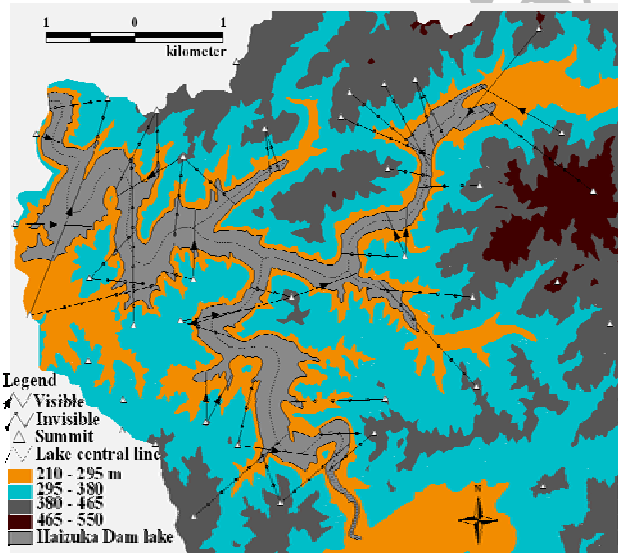 1 0 1
kilometer
Legend
Visible
Invisible
Summit
Lake central line
210 - 295 m
295 - 380
380 - 465
465 - 550
Haizuka Dam lake
N